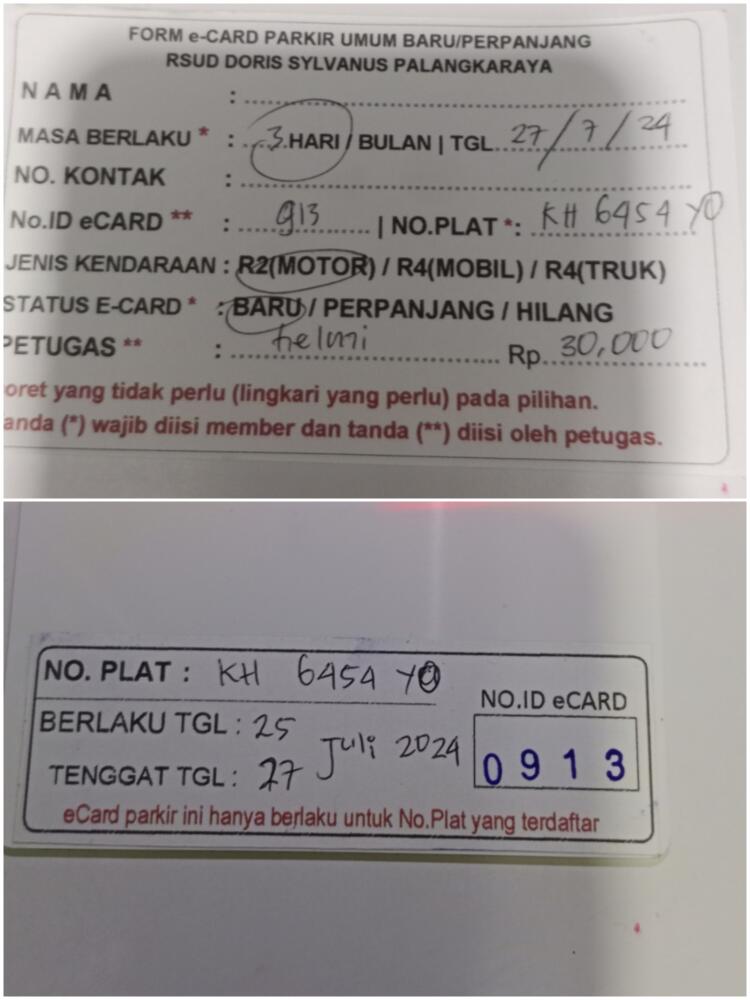 FORM e-CARD PARKIR UMUM BARU/PERPANJANG
RSUD DORIS SYLVANUS PALANGKARAYA
NAMA :
MASA BERLAKU * : 3 HARI / BULAN | TGL 27/7/24
NO. KONTAK :
No.ID eCARD ** : 913 | NO.PLAT *: KH 6454 YO
JENIS KENDARAAN : R2(MOTOR) / R4(MOBIL) / R4(TRUK)
STATUS E-CARD * : BARU / PERPANJANG / HILANG
PETUGAS ** : Helmi Rp. 30,000
oret yang tidak perlu (lingkari yang perlu) pada pilihan.
anda (*) wajib diisi member dan tanda (**) diisi oleh petugas.
NO. PLAT : KH 6454 YO
NO.ID eCARD
BERLAKU TGL : 25
Juli 2024
0913
TENGGAT TGL : 27
eCard parkir ini hanya berlaku untuk No.Plat yang terdaftar